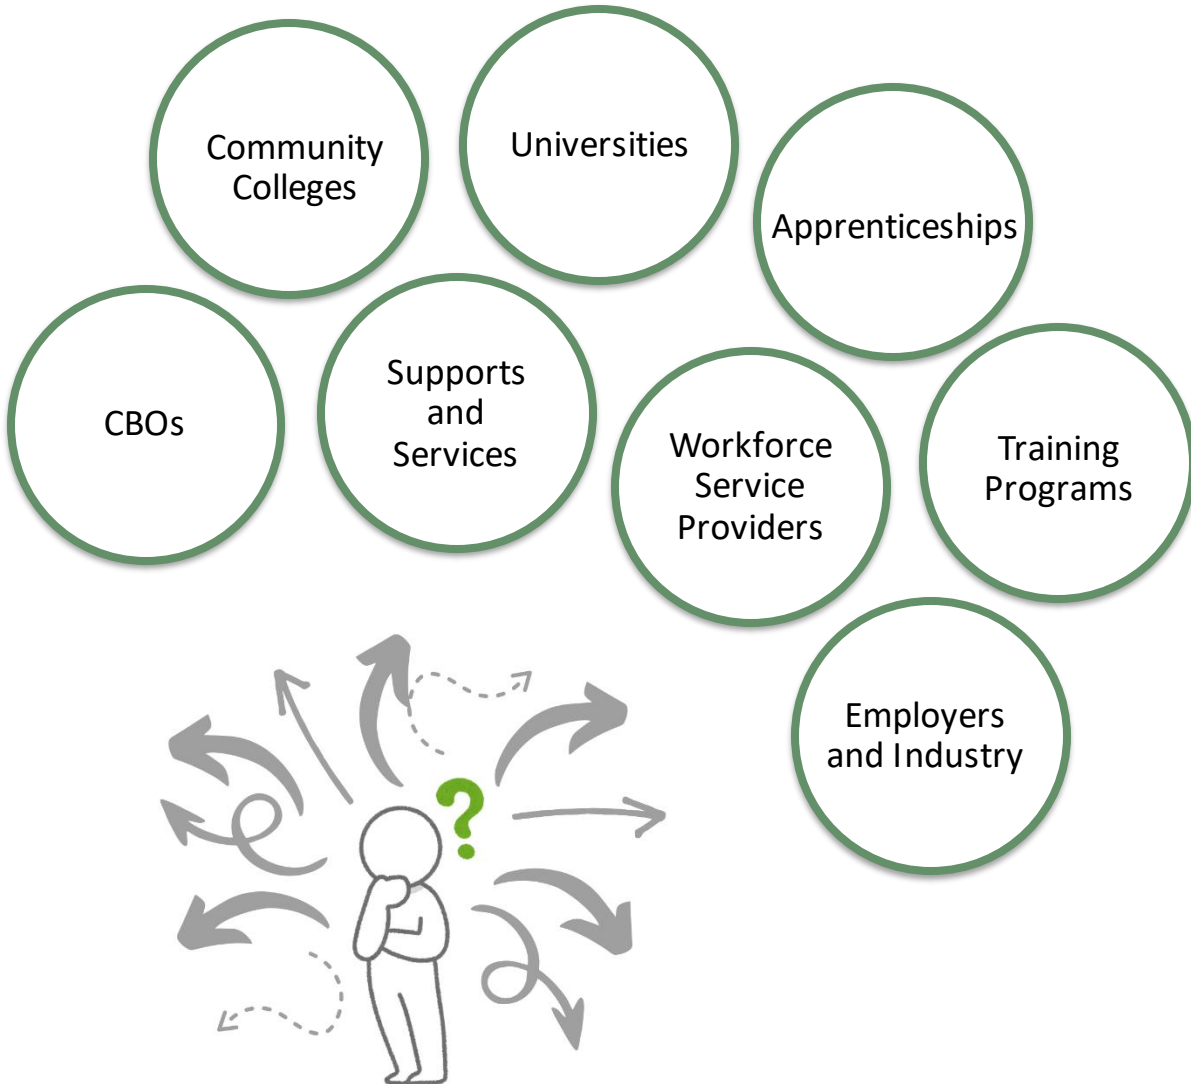 Community
Colleges
Universities
Apprenticeships
CBOs
Supports
and
Services
Workforce
Service
Providers
Training
Programs
Employers
and Industry
?